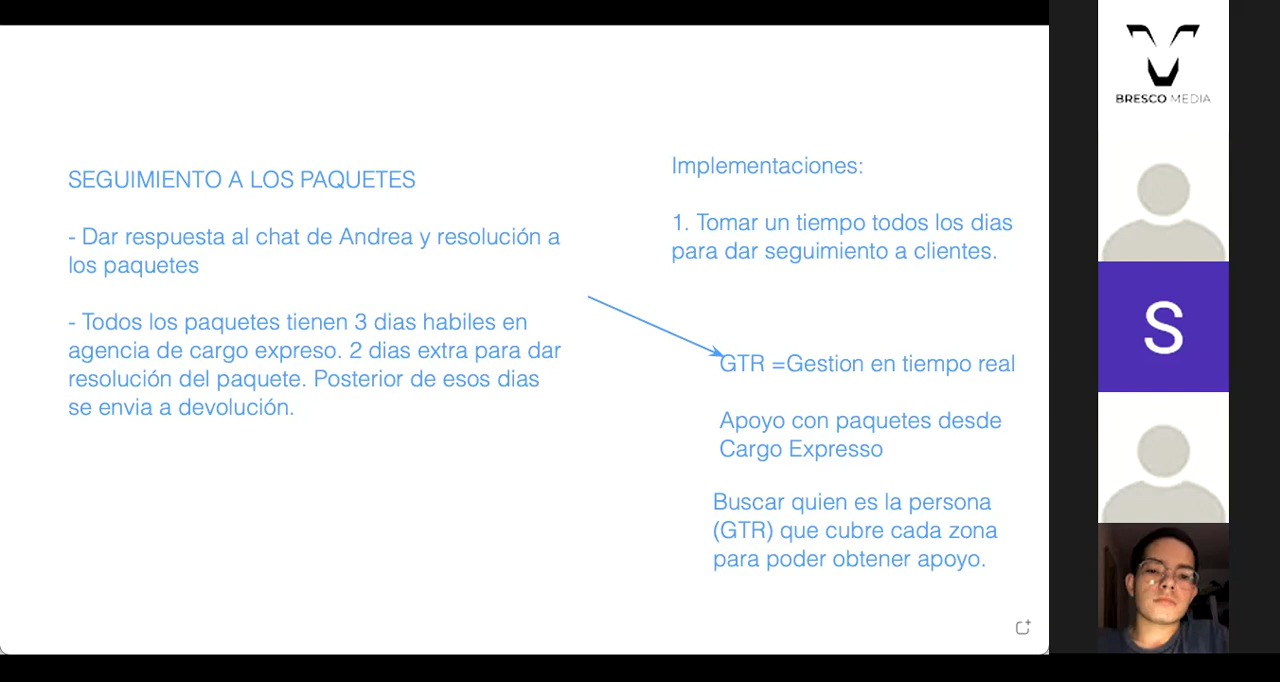 SEGUIMIENTO A LOS PAQUETES
- Dar respuesta al chat de Andrea y resolución a
los paquetes
- Todos los paquetes tienen 3 dias habiles en
agencia de cargo expreso. 2 dias extra para dar
resolución del paquete. Posterior de esos dias
se envia a devolución.
Implementaciones:
1. Tomar un tiempo todos los dias
para dar seguimiento a clientes.
GTR =Gestion en tiempo real
Apoyo con paquetes desde
Cargo Expresso
Buscar quien es la persona
(GTR) que cubre cada zona
para poder obtener apoyo.
BRESCO MEDIA
S